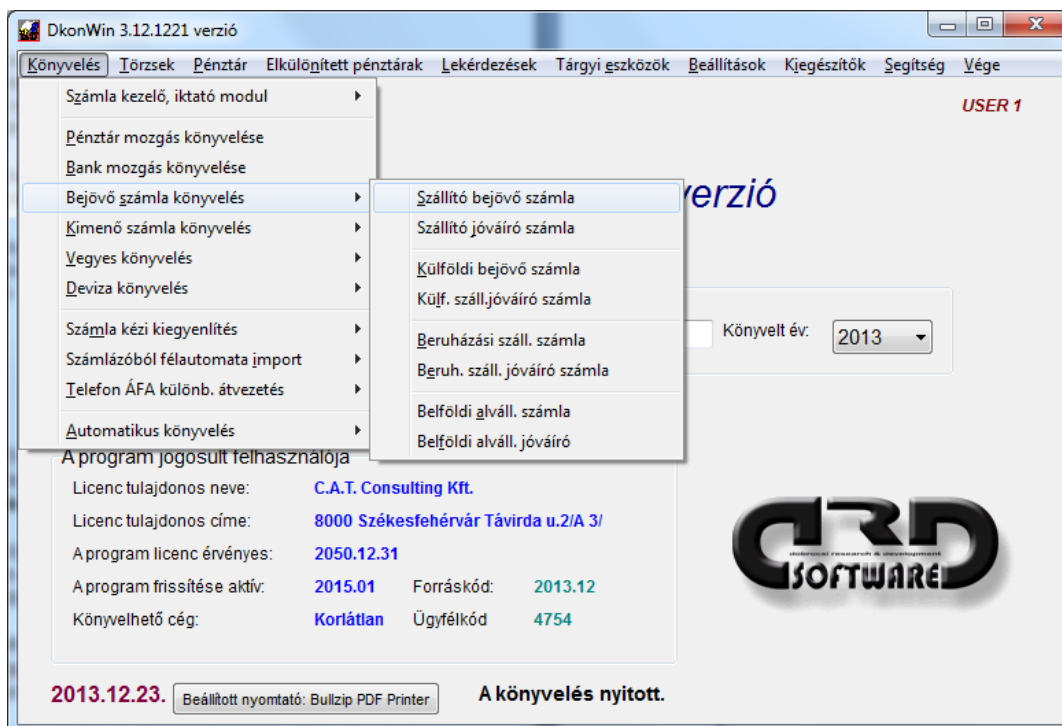 DkonWin 3.12.1221 verzió
Könyvelés Törzsek Pénztár Elkülönített pénztárak Lekérdezések Tárgyi eszközök Beállítások Kiegészítők Segítség Vége
USER 1
Számla kezelő, iktató modul
Pénztár mozgás könyvelése
Bank mozgás könyvelése
Bejövő számla könyvelés
Kimenő számla könyvelés
Vegyes könyvelés
Deviza könyvelés
Számla kézi kiegyenlítés
Számlázóból félautomata import
Telefon ÁFA különb. átvezetés
Automatikus könyvelés
Szállító bejövő számla
Szállító jóváíró számla
Külföldi bejövő számla
Külf. száll.jóváíró számla
Beruházási száll. számla
Beruh. száll. jóváíró számla
Belföldi alváll. számla
Belföldi alváll. jóváíró
verzió
Könyvelt év: 2013
A program jogosult felhasználója
Licenc tulajdonos neve: C.A.T. Consulting Kft.
Licenc tulajdonos címe: 8000 Székesfehérvár Távirda u.2/A 3/
A program licenc érvényes: 2050.12.31
A program frissítése aktív: 2015.01 Forráskód: 2013.12
Könyvelhető cég: Korlátlan Ügyfélkód 4754
DRD
dobrocsi research & development
SOFTWARE
2013.12.23. Beállított nyomtató: Bullzip PDF Printer A könyvelés nyitott.